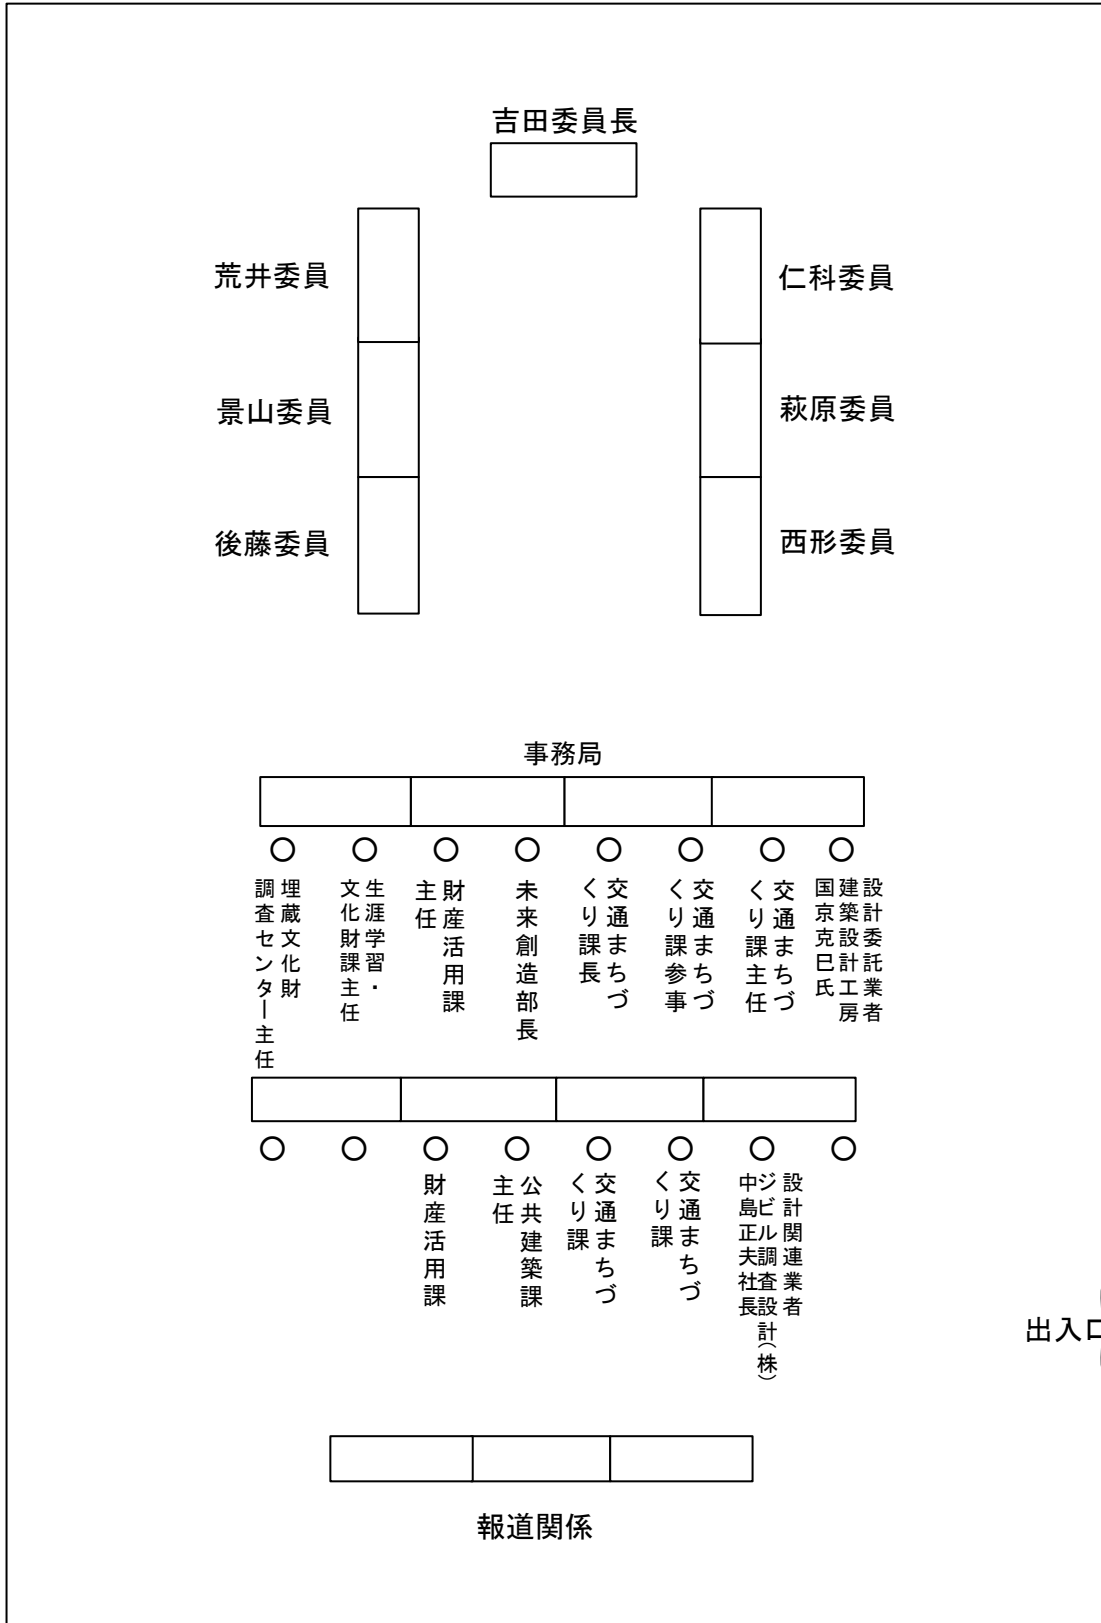 吉田委員長
荒井委員
仁科委員
景山委員
萩原委員
後藤委員
西形委員
事務局
埋蔵文化財
調査センター主任
生涯学習・
文化財課主任
財産活用課
主任
未来創造部長
交通まちづ
くり課長
交通まちづ
くり課参事
交通まちづ
くり課主任
設計委託業者
建築設計工房
国京克巳氏
財産活用課
公共建築課
主任
交通まちづ
くり課
交通まちづ
くり課
設計関連業者
ジビル調査設計(株)
中島正夫社長
出入口
報道関係